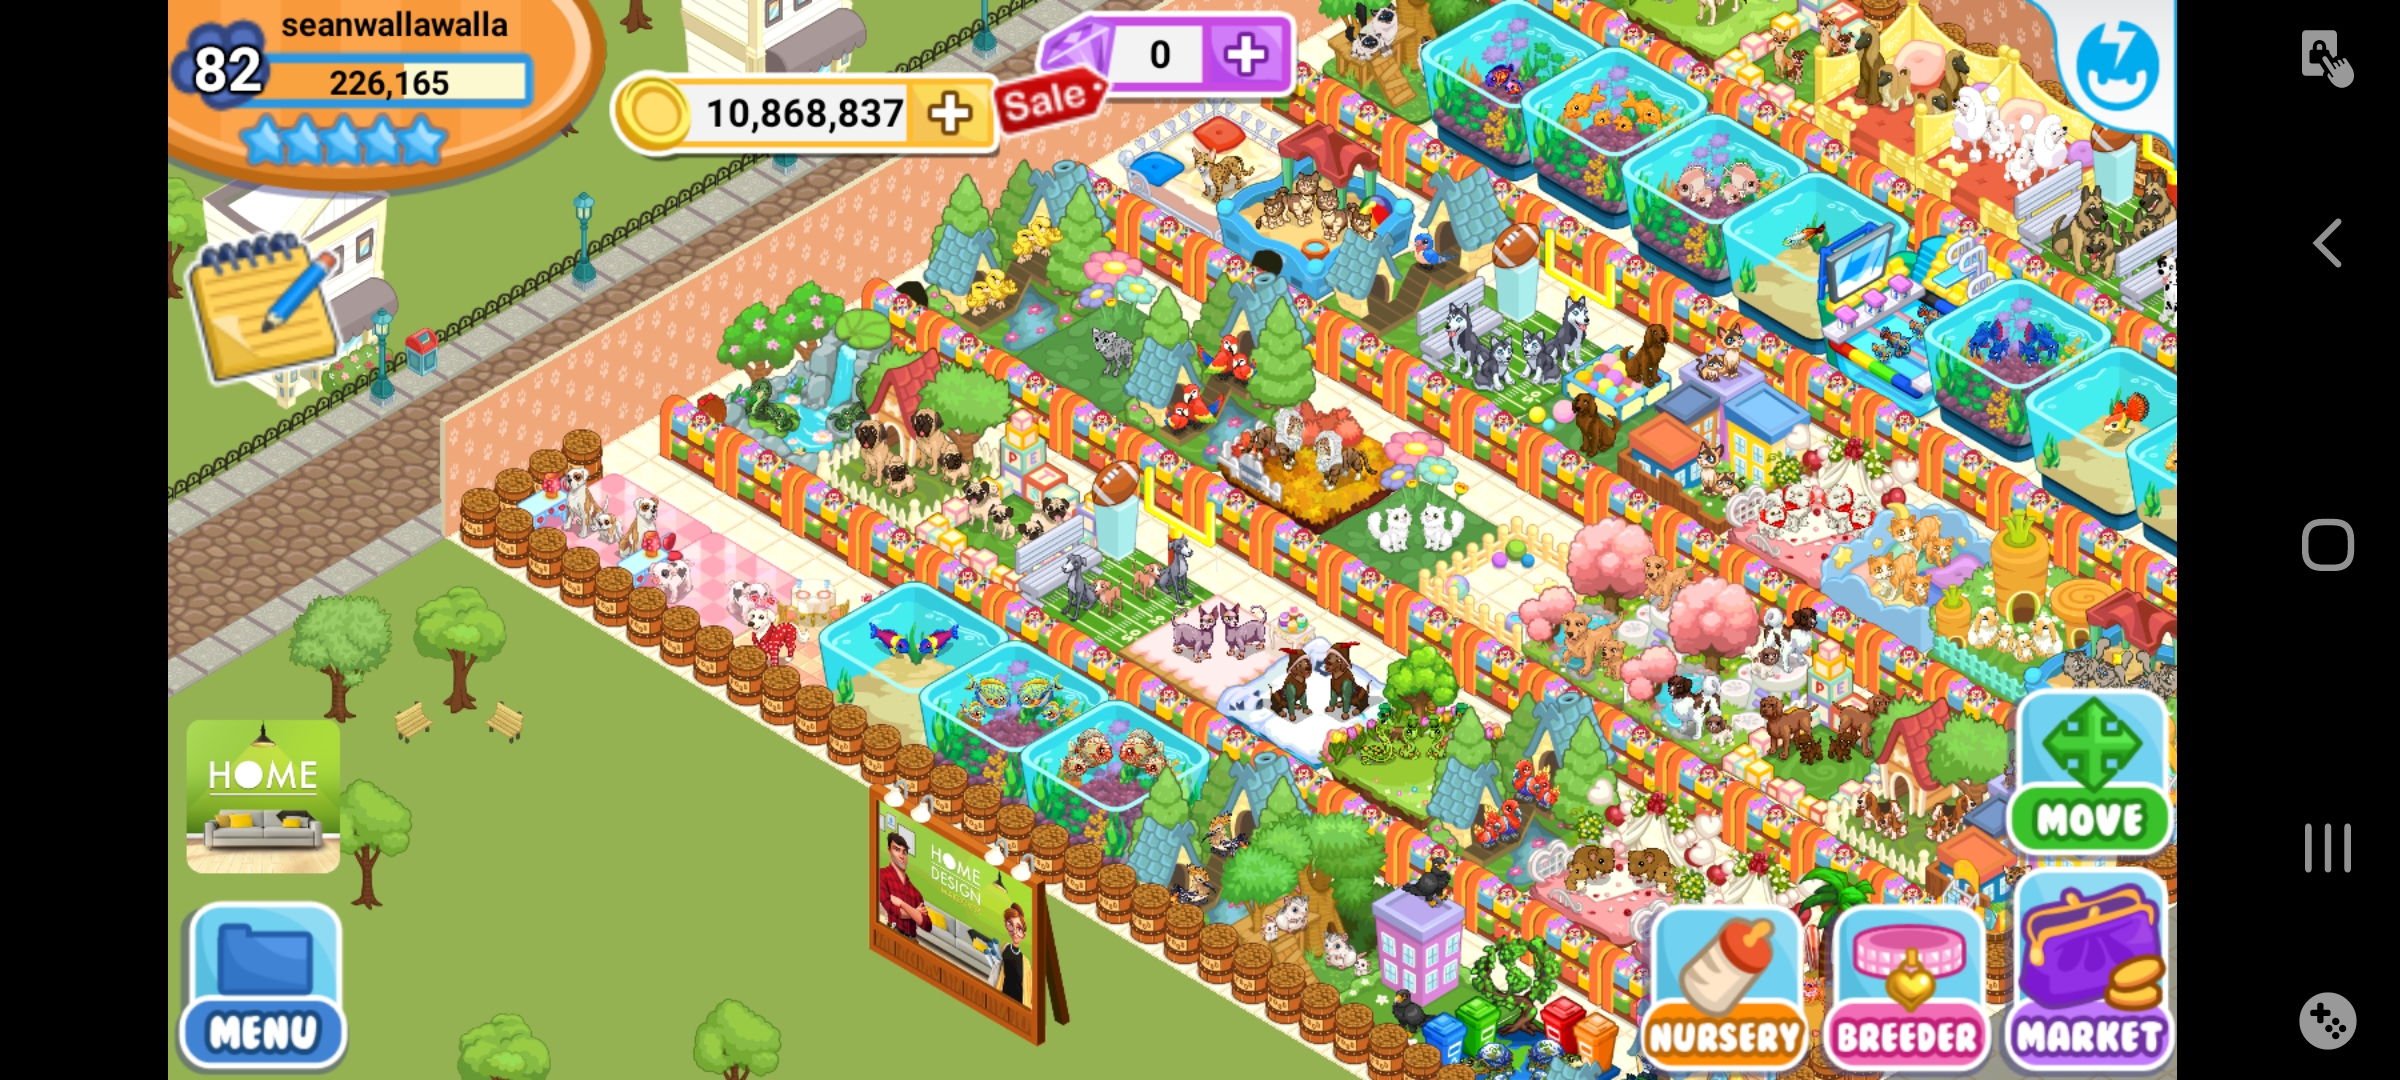 seanwallawalla
82
226,165
10,868,837
Sale
0
HOME
HOME
DESIGN
MENU
MOVE
NURSERY
BREEDER
MARKET